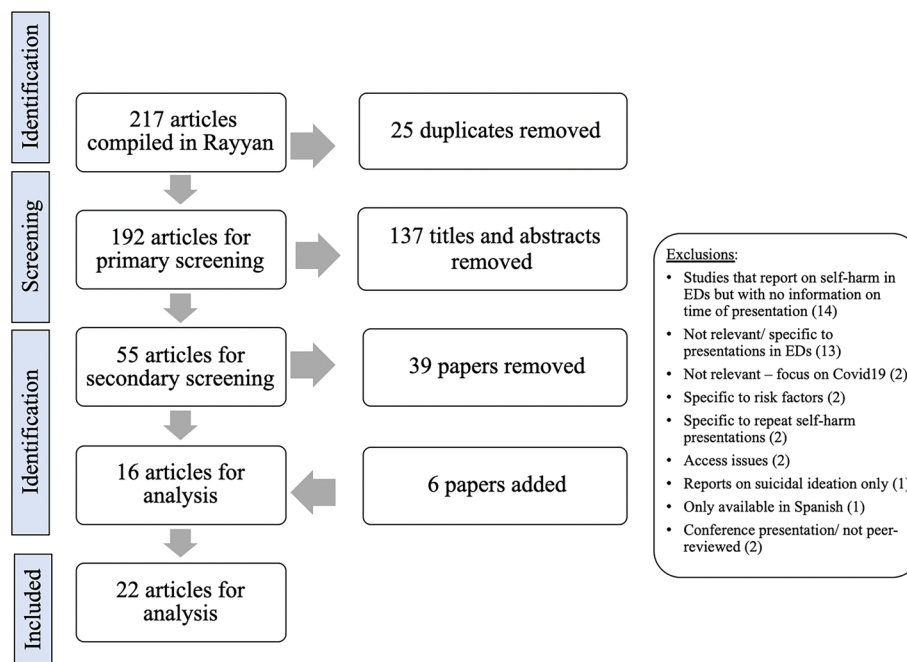 Identification
217 articles
compiled in Rayyan
25 duplicates removed
Screening
192 articles for
primary screening
137 titles and abstracts
removed
Identification
55 articles for
secondary screening
39 papers removed
16 articles for
analysis
6 papers added
Included
22 articles for
analysis
Exclusions:
• Studies that report on self-harm in
EDs but with no information on
time of presentation (14)
• Not relevant/ specific to
presentations in EDs (13)
• Not relevant – focus on Covid19 (2)
• Specific to risk factors (2)
• Specific to repeat self-harm
presentations (2)
• Access issues (2)
• Reports on suicidal ideation only (1)
• Only available in Spanish (1)
• Conference presentation/ not peer-
reviewed (2)